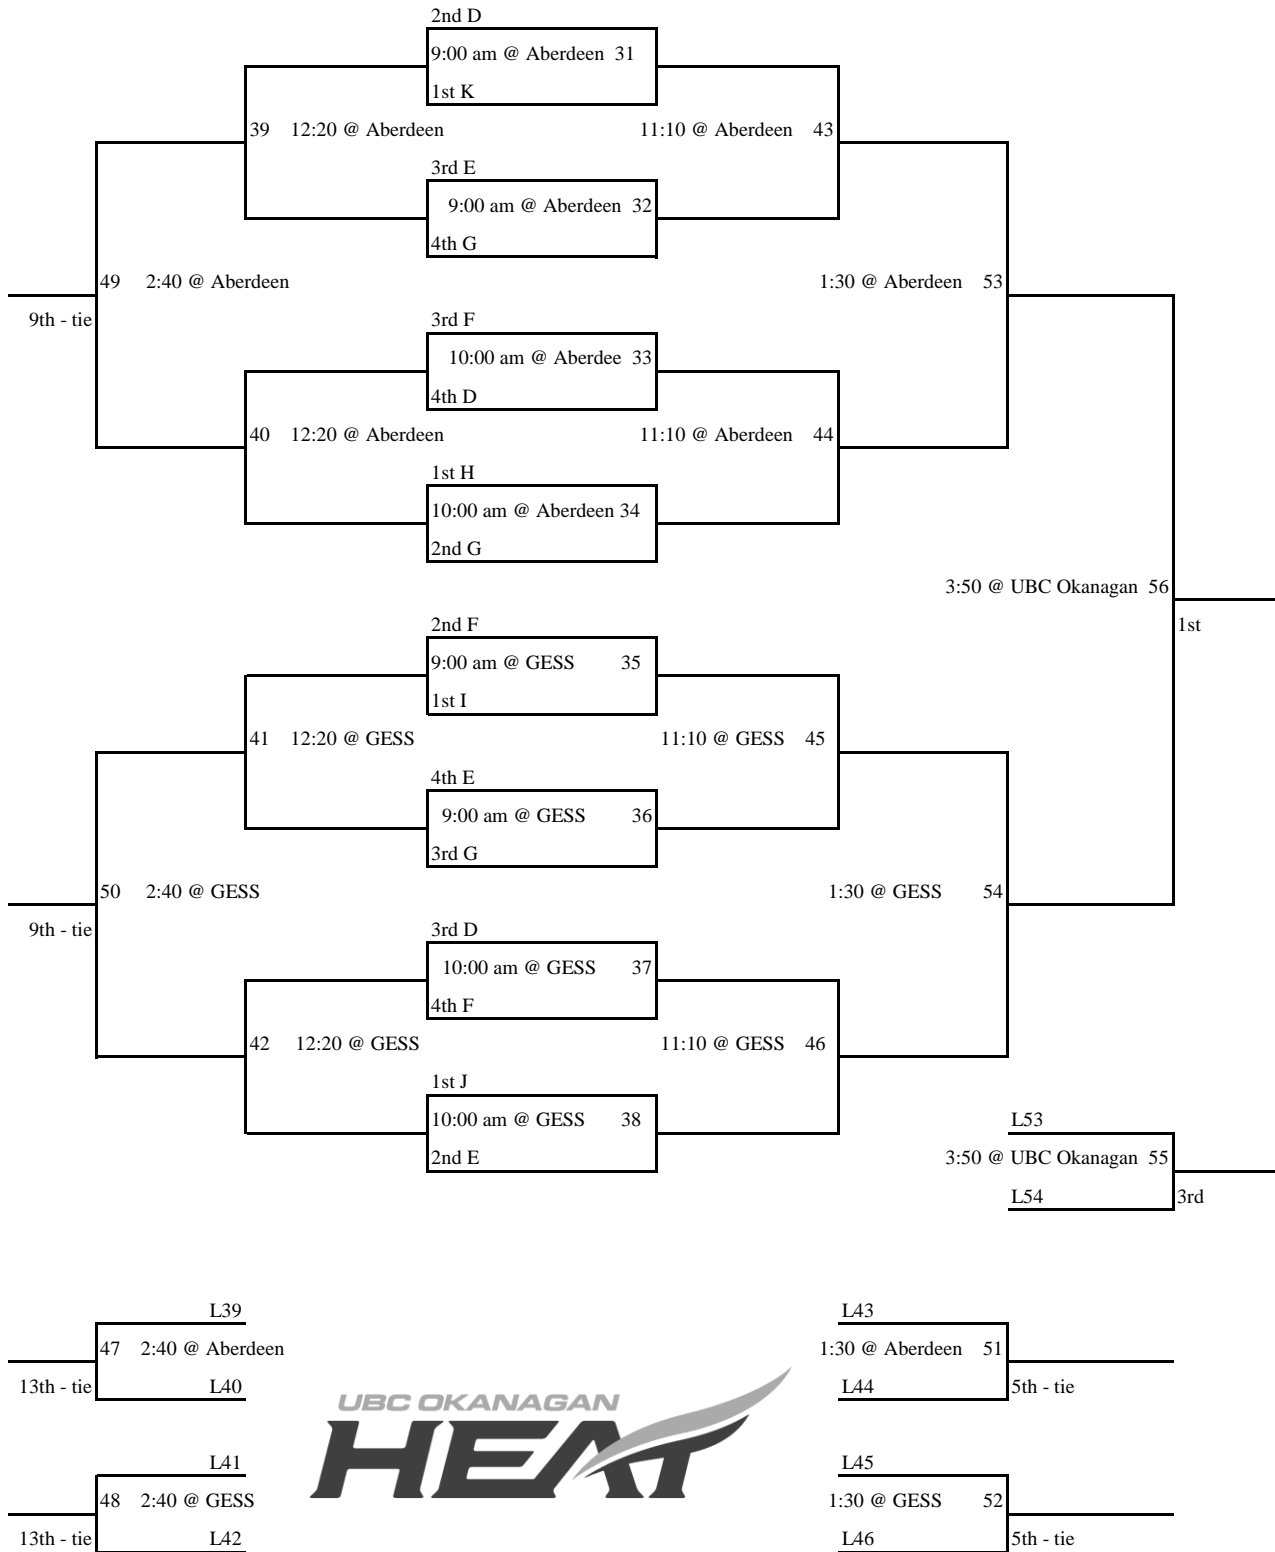 2nd D
9:00 am @ Aberdeen 31
1st K
39 12:20 @ Aberdeen
11:10 @ Aberdeen 43
3rd E
9:00 am @ Aberdeen 32
4th G
49 2:40 @ Aberdeen
1:30 @ Aberdeen 53
9th - tie
3rd F
10:00 am @ Aberdee 33
4th D
40 12:20 @ Aberdeen
11:10 @ Aberdeen 44
1st H
10:00 am @ Aberdeen 34
2nd G
3:50 @ UBC Okanagan 56
1st
2nd F
9:00 am @ GESS 35
1st I
41 12:20 @ GESS
11:10 @ GESS 45
4th E
9:00 am @ GESS 36
3rd G
50 2:40 @ GESS
1:30 @ GESS 54
9th - tie
3rd D
10:00 am @ GESS 37
4th F
42 12:20 @ GESS
11:10 @ GESS 46
1st J
10:00 am @ GESS 38
2nd E
L53
3:50 @ UBC Okanagan 55
L54
3rd
L39
47 2:40 @ Aberdeen
13th - tie
L40
L43
1:30 @ Aberdeen 51
L44
5th - tie
UBC OKANAGAN
HEAT
L41
48 2:40 @ GESS
13th - tie
L42
L45
1:30 @ GESS 52
L46
5th - tie